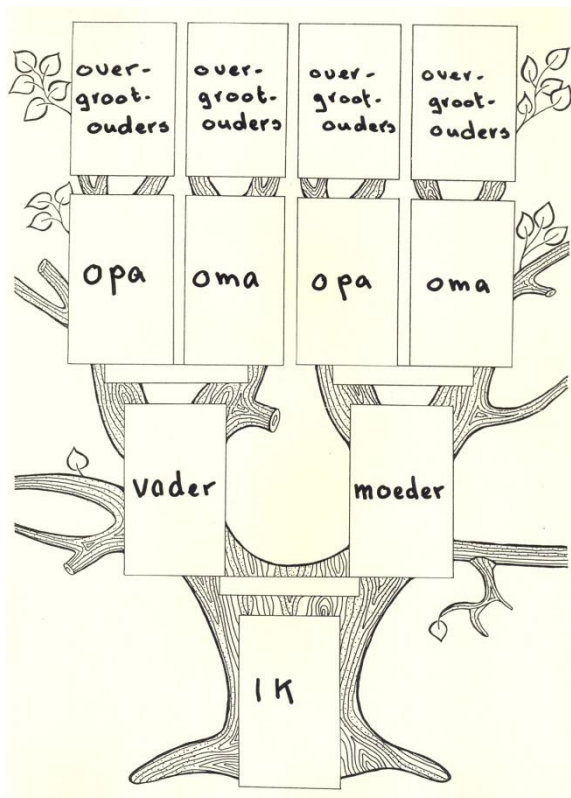 over-
groot-
ouders
over-
groot-
ouders
over-
groot-
ouders
over-
groot-
ouders
opa
oma
opa
oma
vader
moeder
IK